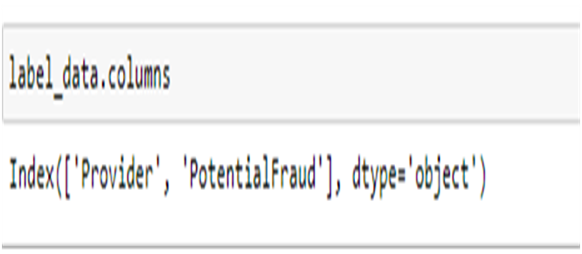 label_data.columns
Index(['Provider', 'PotentialFraud'], dtype='object')